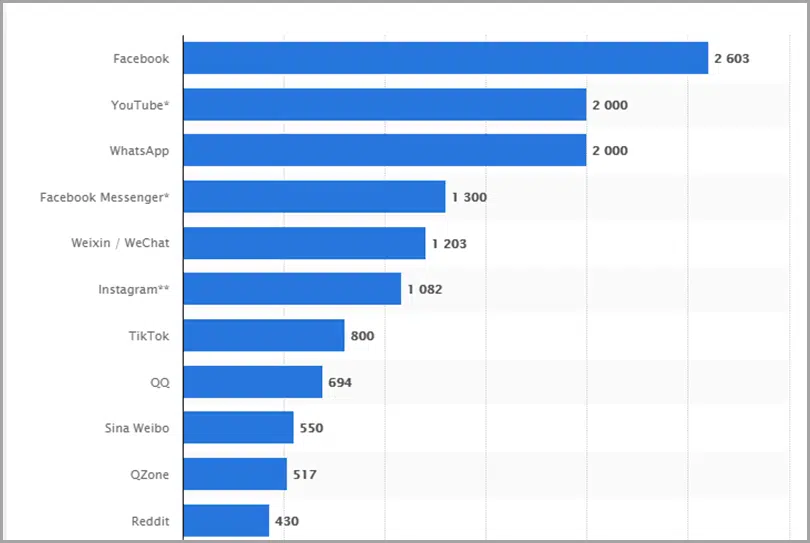 Facebook 2 603
YouTube* 2 000
WhatsApp 2 000
Facebook Messenger* 1 300
Weixin / WeChat 1 203
Instagram** 1 082
TikTok 800
QQ 694
Sina Weibo 550
QZone 517
Reddit 430